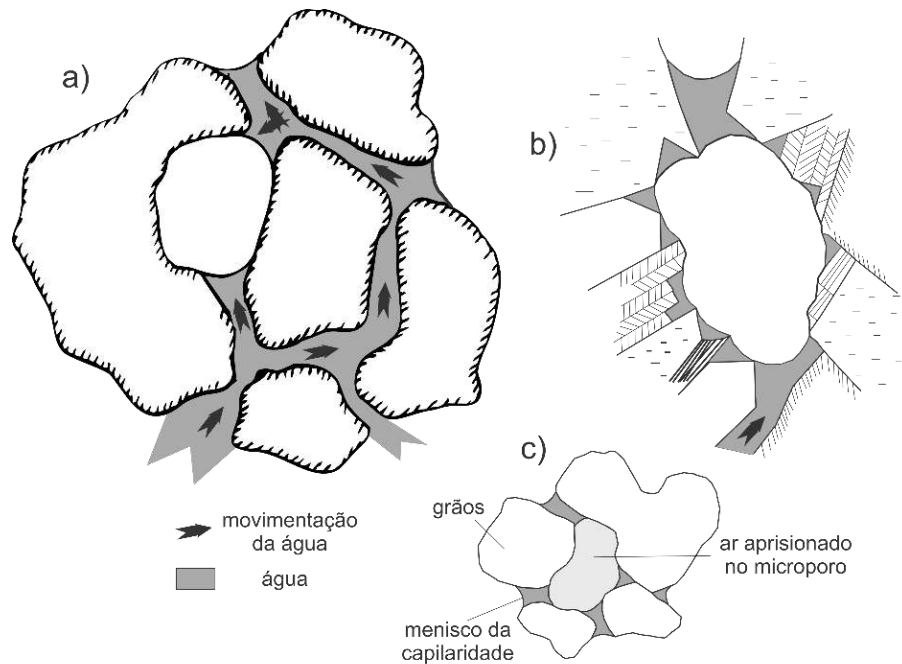 a)
b)
c)
grãos
movimentação
da água
ar aprisionado
no microporo
água
menisco da
capilaridade